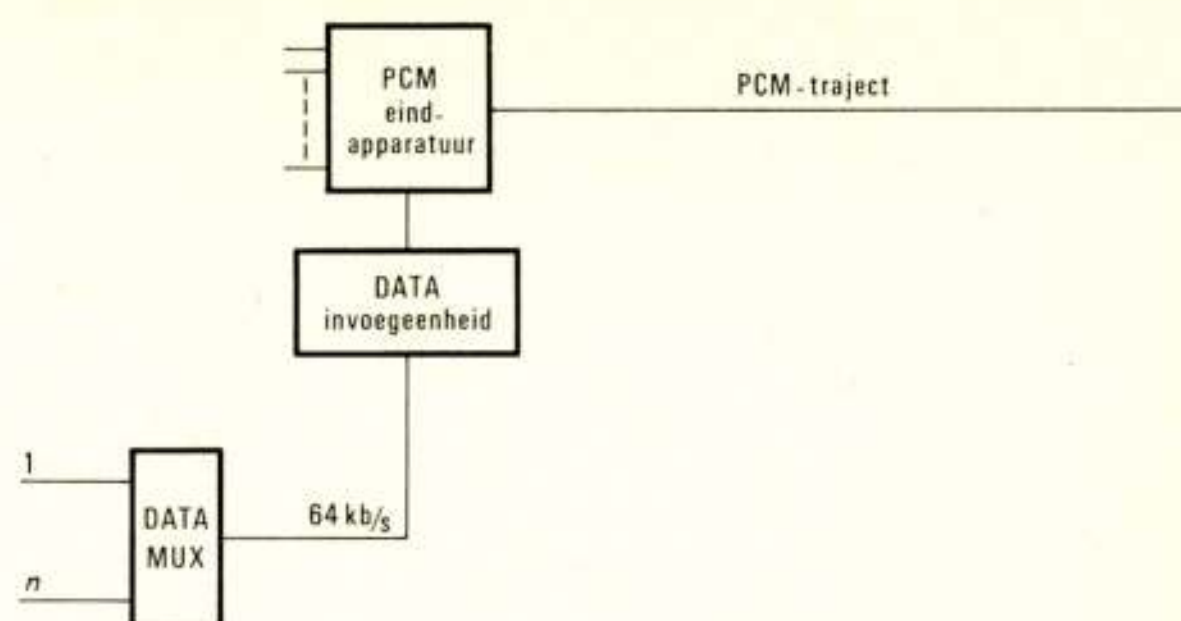 PCM
eind-
apparatuur
PCM - traject
DATA
invoegeenheid
1
DATA
MUX
64 kb/s
n